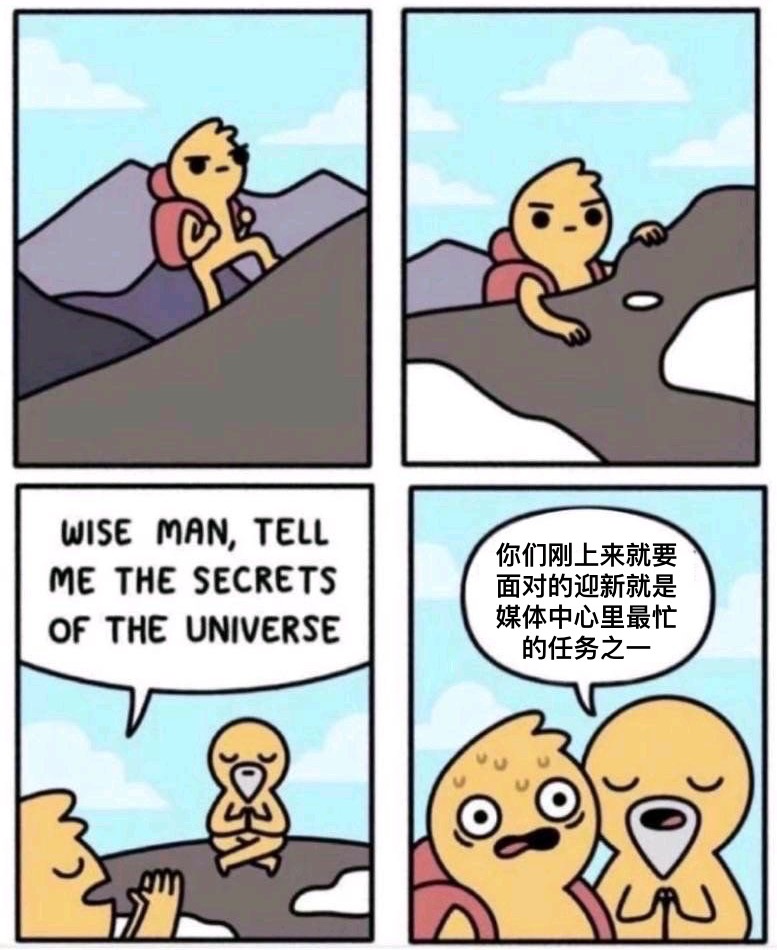 WISE MAN, TELL
ME THE SECRETS
OF THE UNIVERSE
你们刚上来就要
面对的迎新就是
媒体中心里最忙
的任务之一